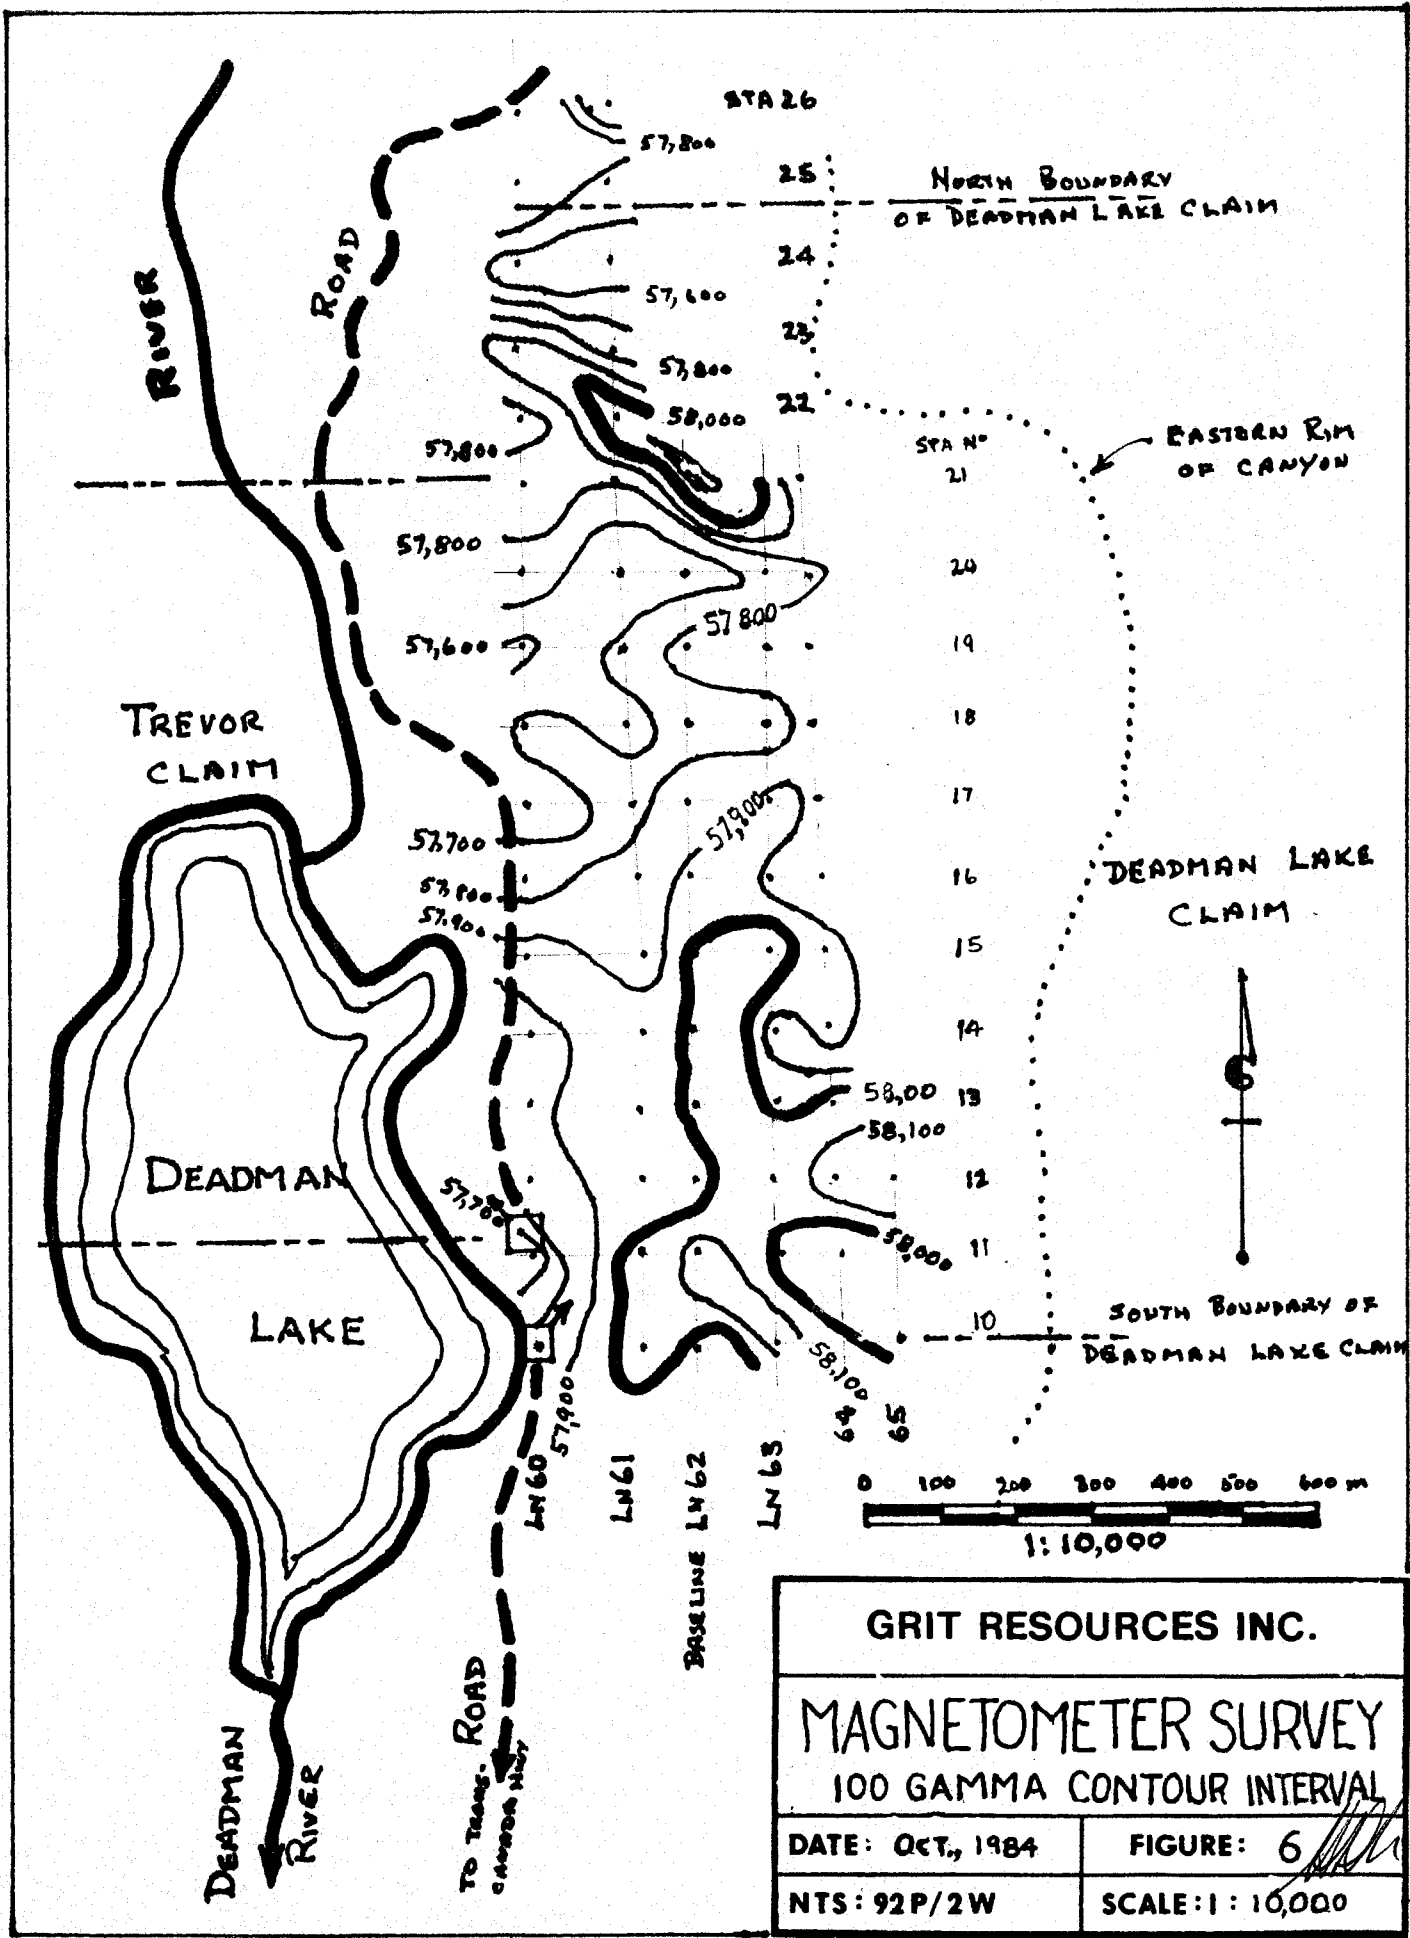 STA 26
57,800
25
NORTH BOUNDARY
OF DEADMAN LAKE CLAIM
24
57,600
23
57,800
22
58,000
RIVER
ROAD
57,800
STA Nº
21
EASTERN RIM
OF CANYON
57,800
20
57,800
57,600
19
TREVOR
CLAIM
18
17
57,900
57,700
57,800
57,900
16
DEADMAN LAKE
CLAIM
15
14
58,00
13
58,100
12
DEADMAN
LAKE
57,700
58,000
11
10
SOUTH BOUNDARY OF
DEADMAN LAKE CLAIM
58,100
57,900
64
65
LN 60
LN 61
BASELINE LN 62
LN 63
0 100 200 300 400 500 600 m
1:10,000
DEADMAN
RIVER
ROAD
TO TRANS-
CANADA HWY
GRIT RESOURCES INC.
MAGNETOMETER SURVEY
100 GAMMA CONTOUR INTERVAL
DATE: OCT., 1984
FIGURE: 6
NTS: 92P/2W
SCALE: 1 : 10,000